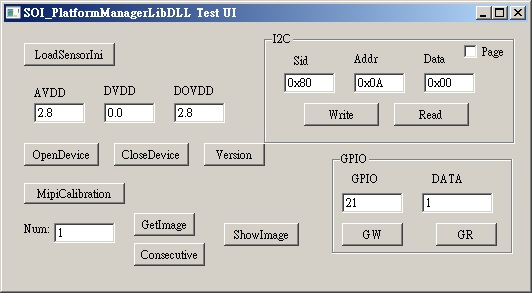 SOI_PlatformManagerLibDLL Test UI
LoadSensorIni
AVDD DVDD DOVDD
2.8 0.0 2.8
OpenDevice CloseDevice Version
MipiCalibration
Num: 1
GetImage
Consecutive
ShowImage
I2C
Page
Sid Addr Data
0x80 0x0A 0x00
Write Read
GPIO
GPIO DATA
21 1
GW GR